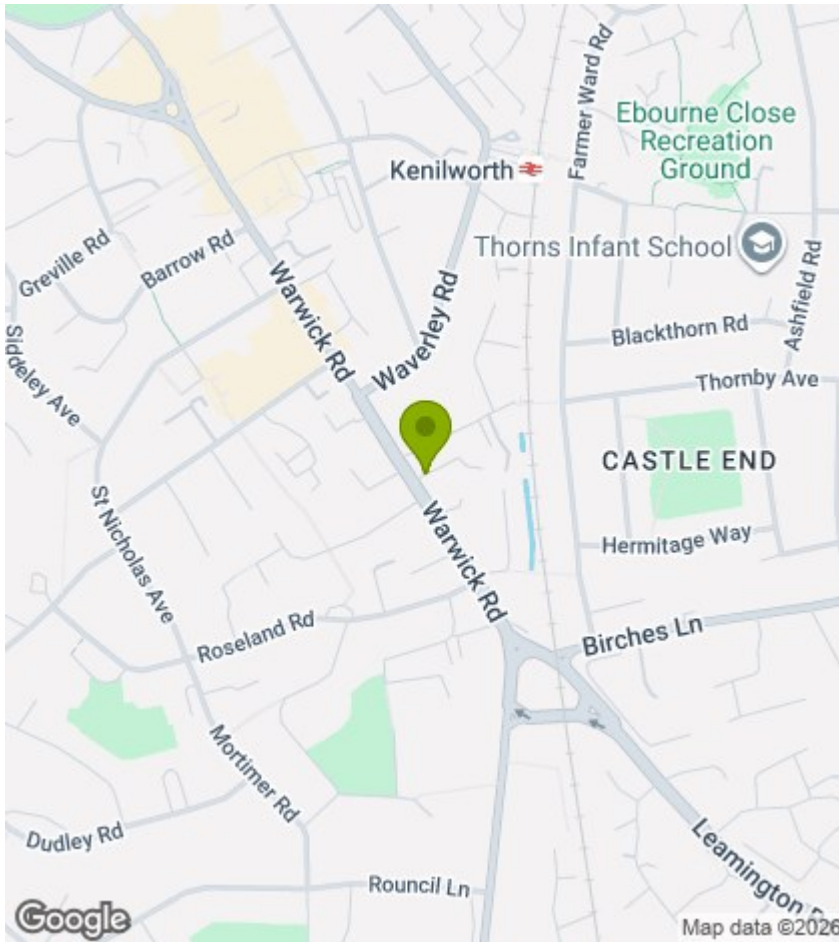 Farmer Ward Rd
Ebourne Close
Recreation
Ground
Kenilworth
Thorns Infant School
Greville Rd
Barrow Rd
Ashfield Rd
Warwick Rd
Waverley Rd
Blackthorn Rd
Siddeley Ave
Thornby Ave
CASTLE END
St Nicholas Ave
Warwick Rd
Hermitage Way
Roseland Rd
Birches Ln
Mortimer Rd
Dudley Rd
Leamington
Rouncil Ln
Google
Map data ©2026